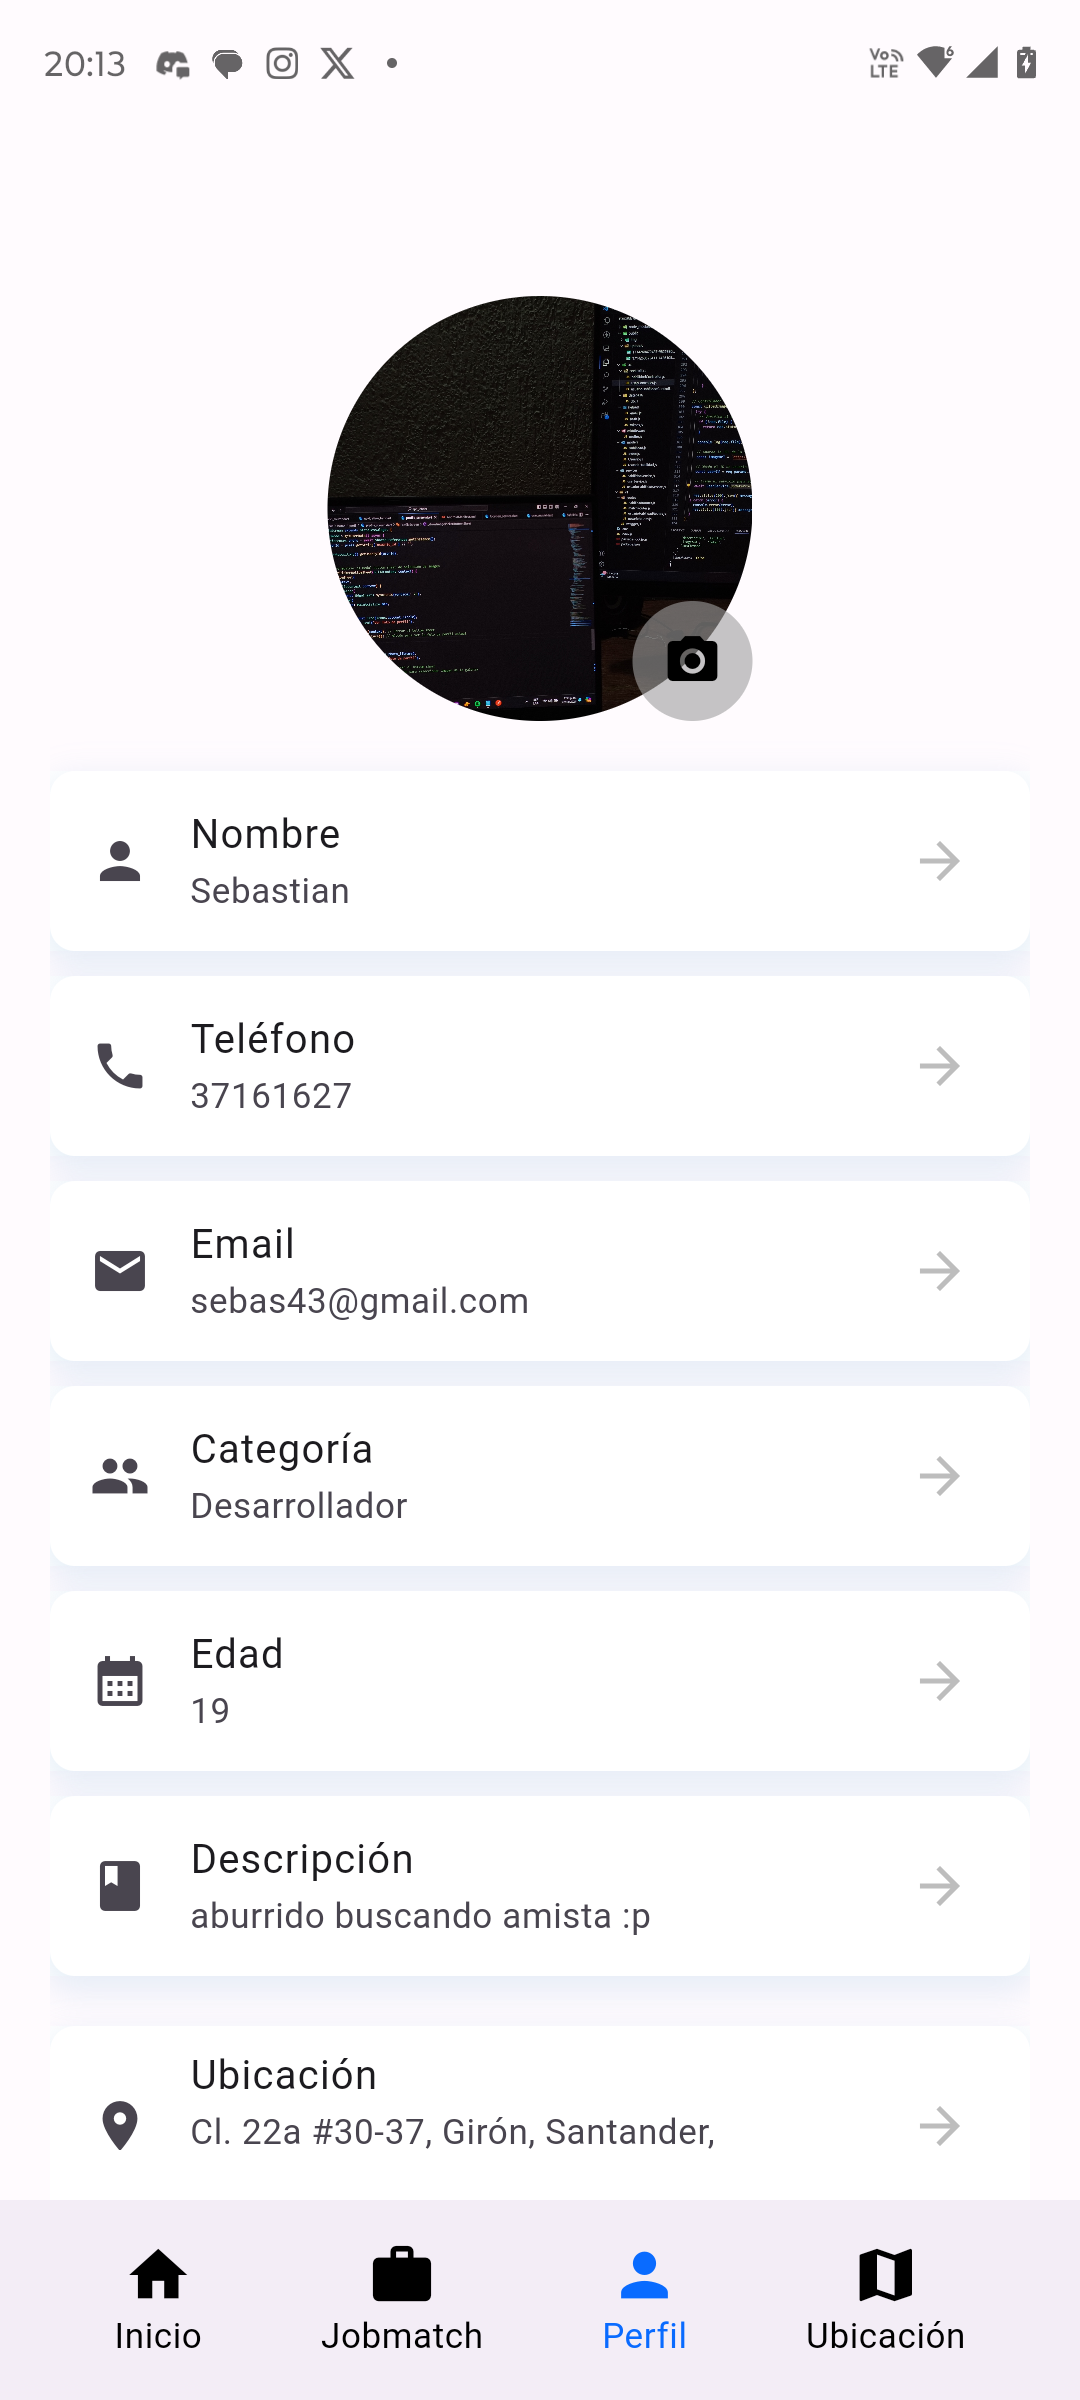 20:13
Vo LTE
6
Nombre
Sebastian
Teléfono
37161627
Email
sebas43@gmail.com
Categoría
Desarrollador
Edad
19
Descripción
aburrido buscando amista :p
Ubicación
Cl. 22a #30-37, Girón, Santander,
Inicio
Jobmatch
Perfil
Ubicación